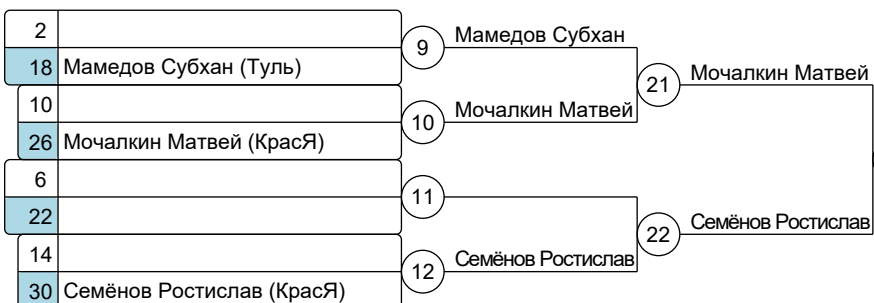 2
18 Мамедов Субхан (Туль)
9
Мамедов Субхан
10
26 Мочалкин Матвей (КрасЯ)
10
Мочалкин Матвей
21
Мочалкин Матвей
6
22
11
14
30 Семёнов Ростислав (КрасЯ)
12
Семёнов Ростислав
22
Семёнов Ростислав